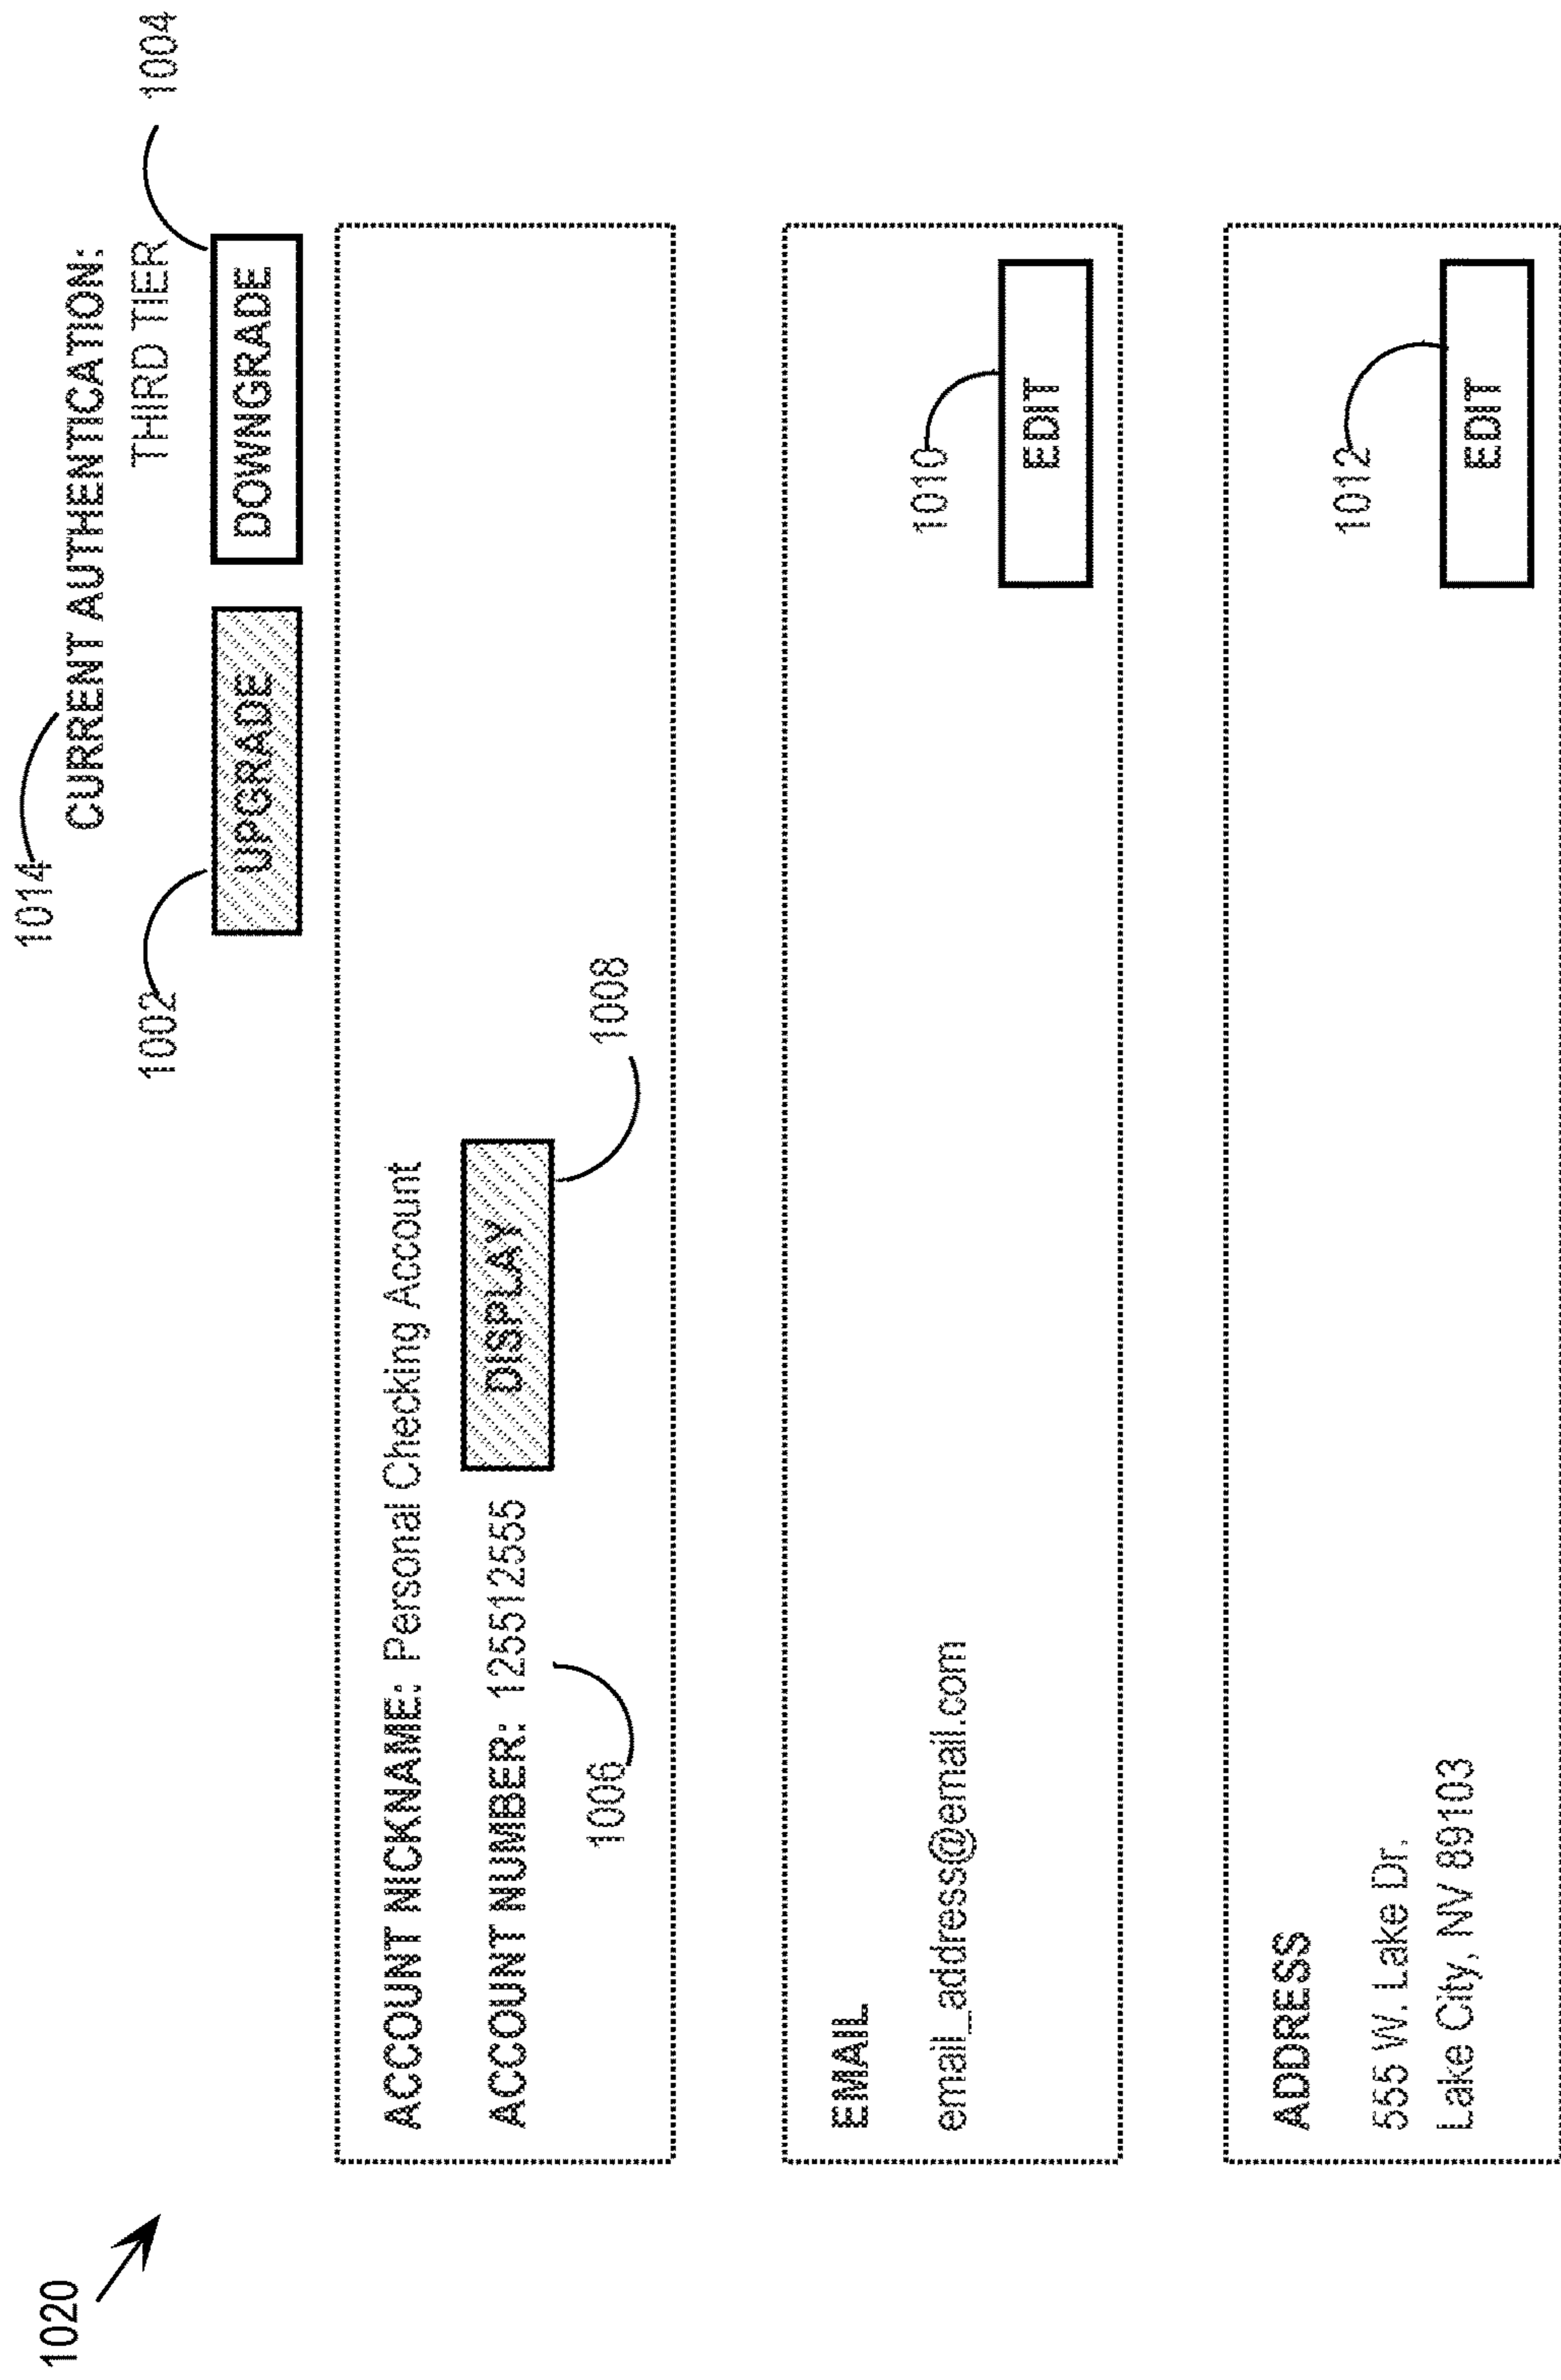 1020
1014
CURRENT AUTHENTICATION:
THIRD TIER
1002
1004
UPGRADE
DOWNGRADE
ACCOUNT NICKNAME: Personal Checking Account
ACCOUNT NUMBER: 125512555
DISPLAY
1006
1008
EMAIL
email_address@email.com
1010
EDIT
ADDRESS
555 W. Lake Dr.
Lake City, NV 89103
1012
EDIT